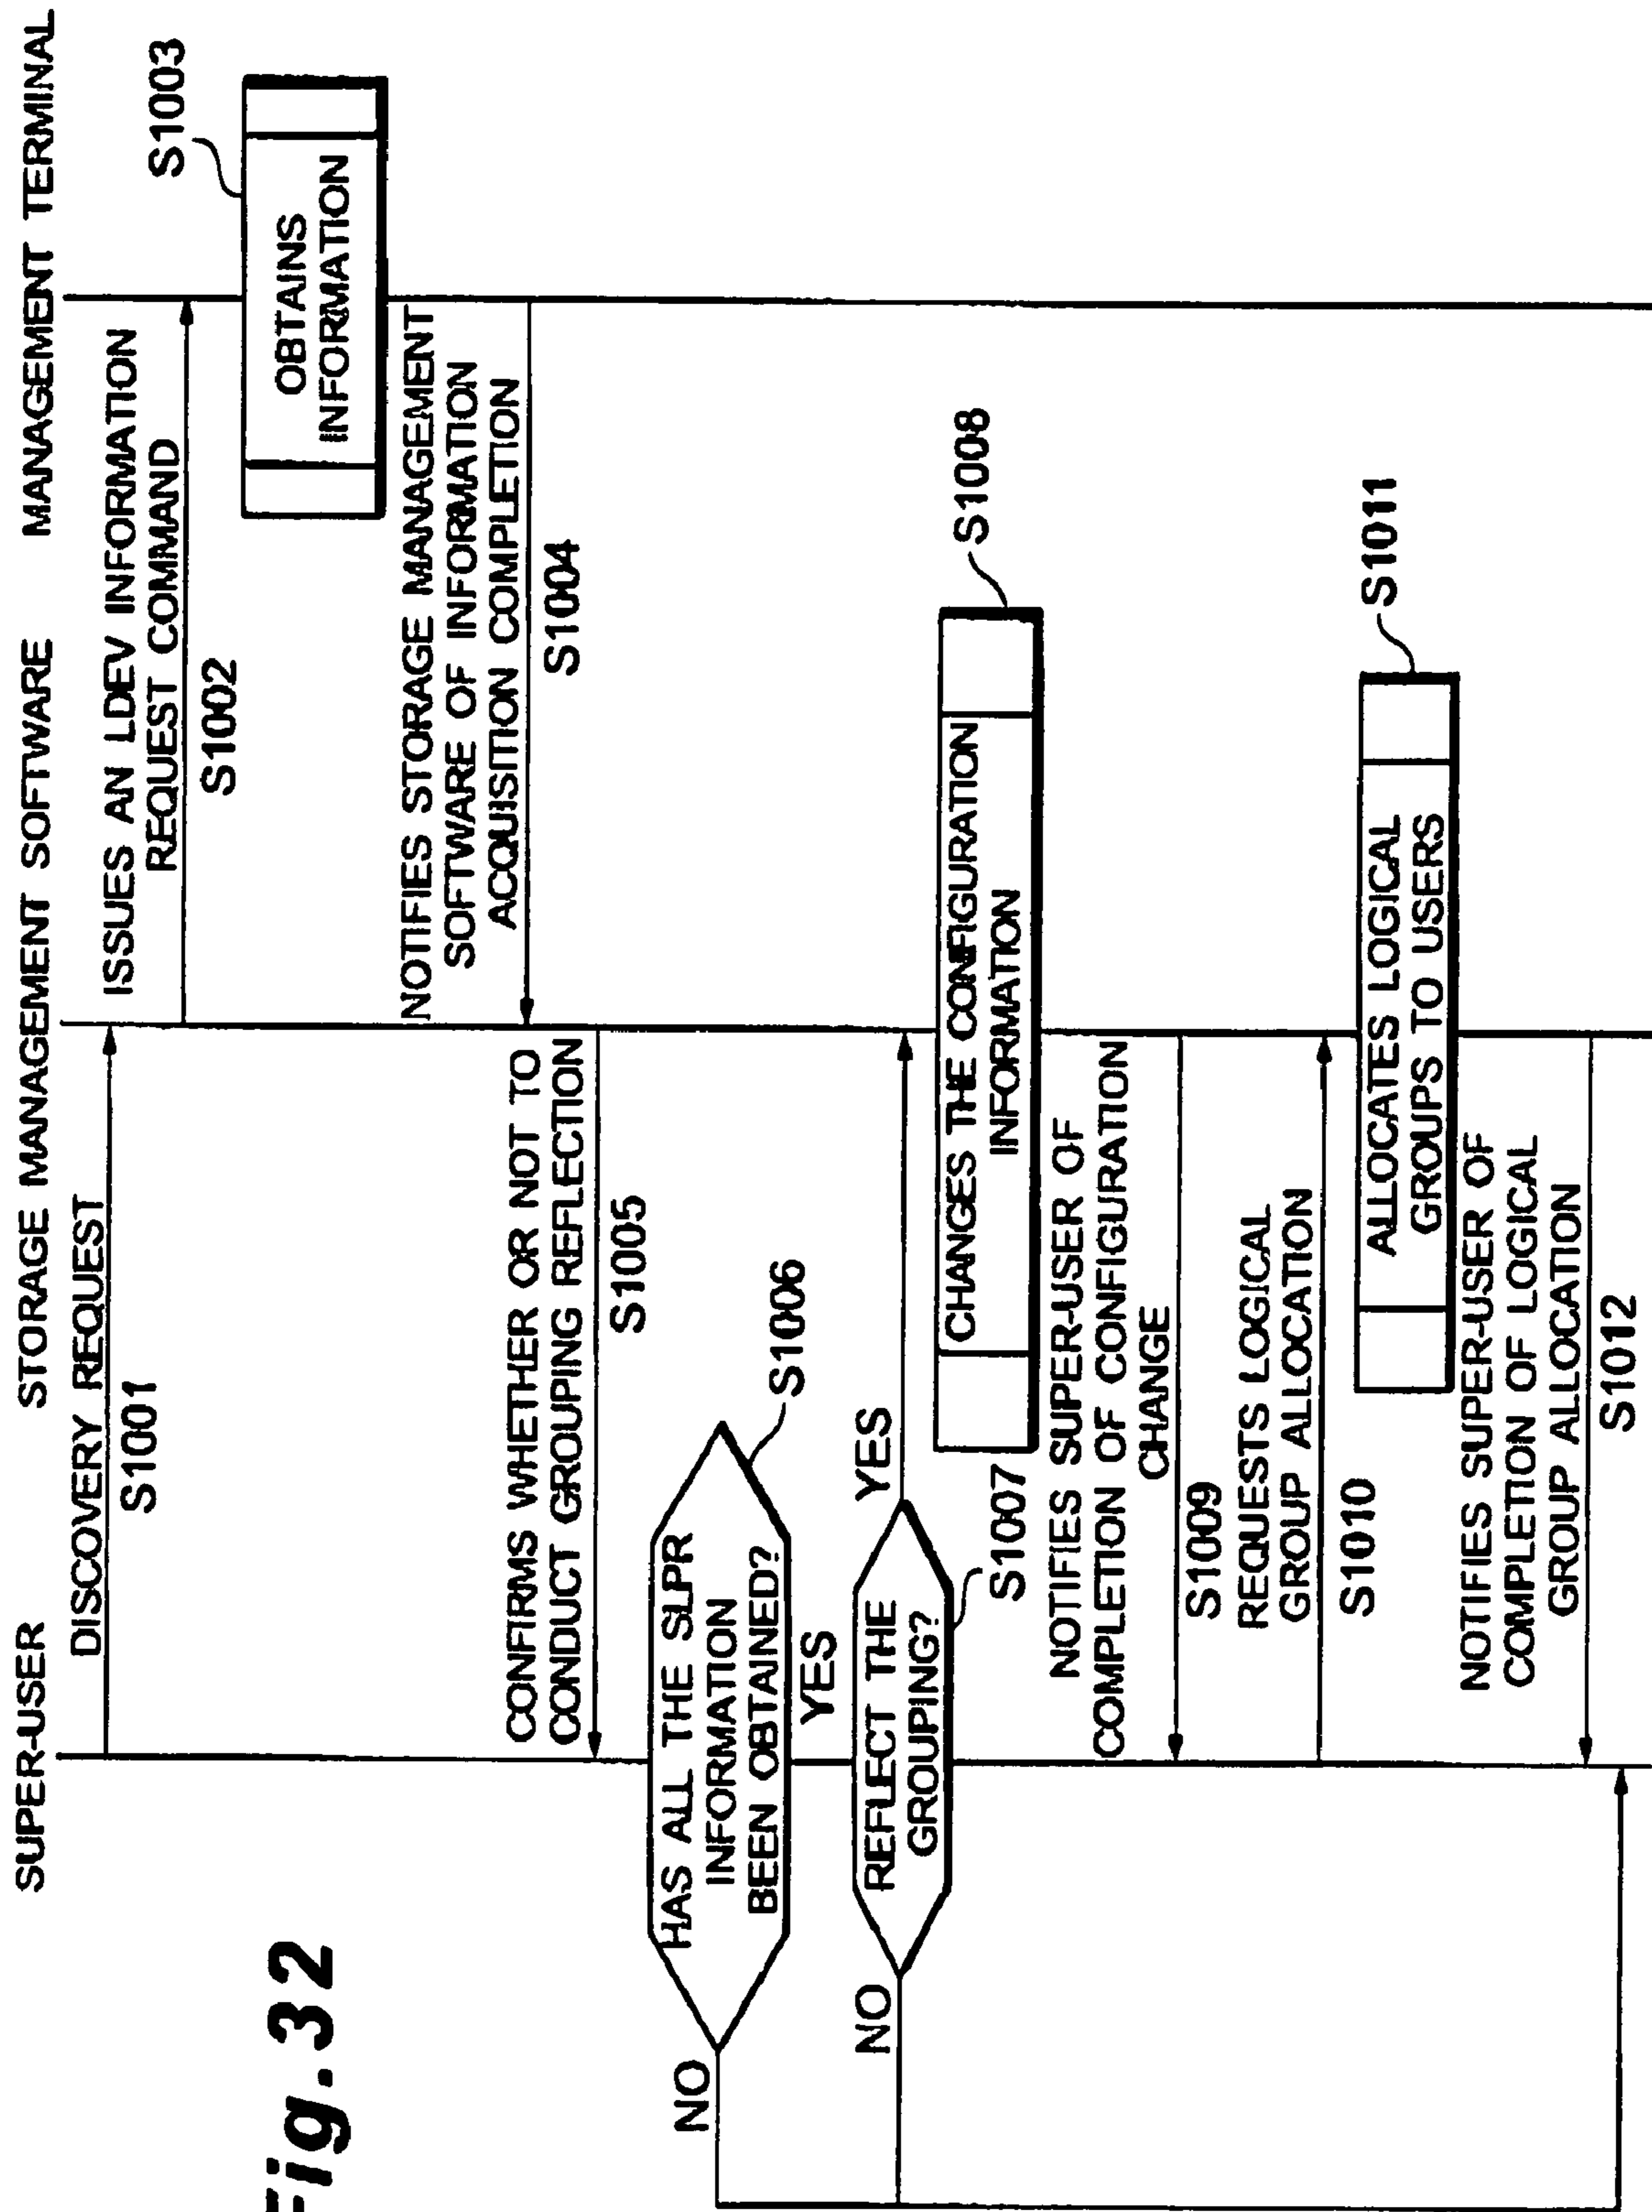 Fig.32
SUPER-USER
STORAGE MANAGEMENT SOFTWARE
MANAGEMENT TERMINAL
DISCOVERY REQUEST
S1001
ISSUES AN LDEV INFORMATION
REQUEST COMMAND
S1002
S1003
OBTAINS
INFORMATION
NOTIFIES STORAGE MANAGEMENT
SOFTWARE OF INFORMATION
ACQUISITION COMPLETION
S1004
CONFIRMS WHETHER OR NOT TO
CONDUCT GROUPING REFLECTION
S1005
HAS ALL THE SLPR
INFORMATION
BEEN OBTAINED?
S1006
NO
YES
REFLECT THE
GROUPING?
S1007
NO
YES
CHANGES THE CONFIGURATION
INFORMATION
S1008
NOTIFIES SUPER-USER OF
COMPLETION OF CONFIGURATION
CHANGE
S1009
REQUESTS LOGICAL
GROUP ALLOCATION
S1010
ALLOCATES LOGICAL
GROUPS TO USERS
S1011
NOTIFIES SUPER-USER OF
COMPLETION OF LOGICAL
GROUP ALLOCATION
S1012